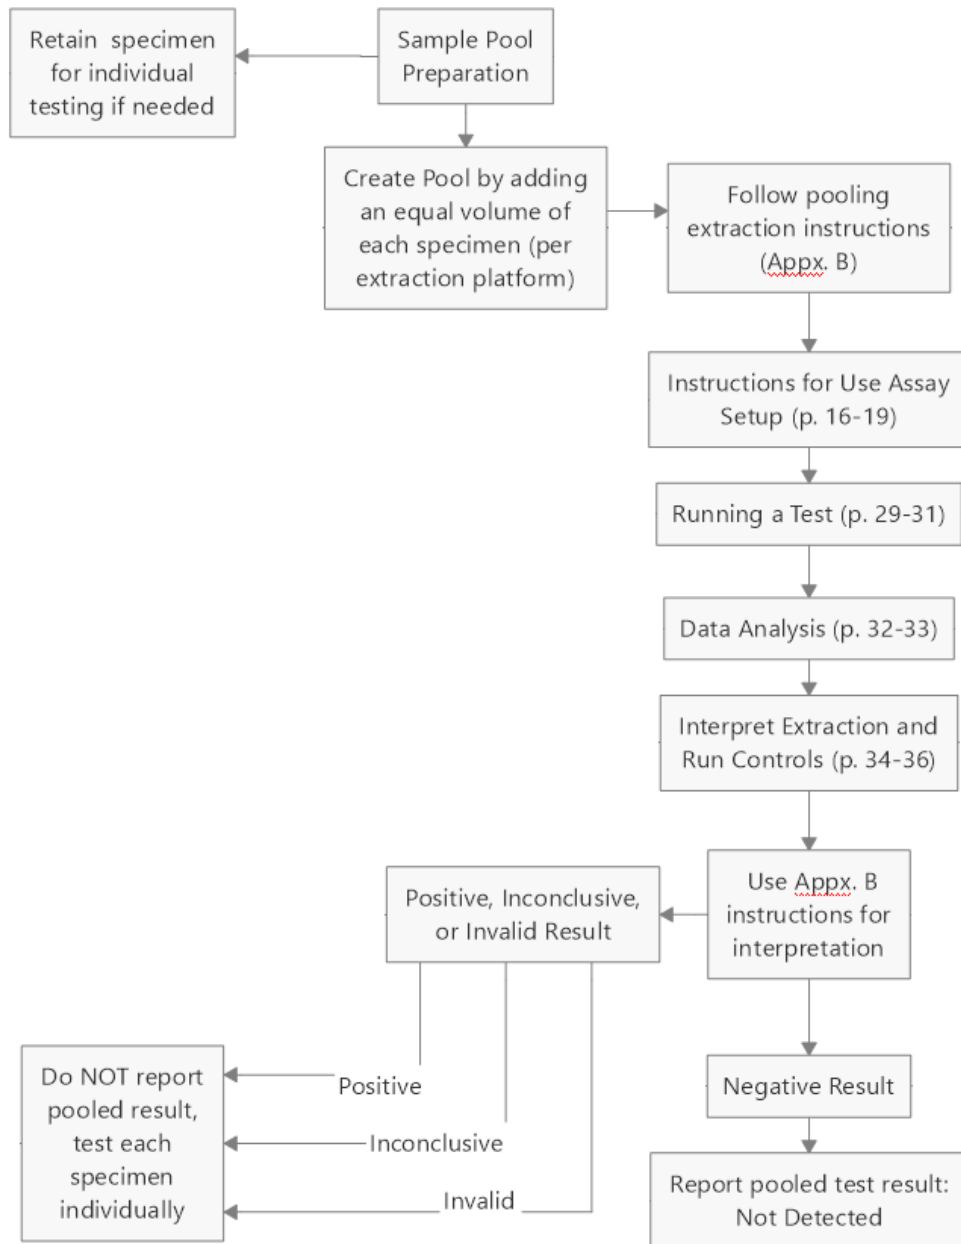 Retain specimen
for individual
testing if needed
Sample Pool
Preparation
Create Pool by adding
an equal volume of
each specimen (per
extraction platform)
Follow pooling
extraction instructions
(Appx. B)
Instructions for Use Assay
Setup (p. 16-19)
Running a Test (p. 29-31)
Data Analysis (p. 32-33)
Interpret Extraction and
Run Controls (p. 34-36)
Use Appx. B
instructions for
interpretation
Positive, Inconclusive,
or Invalid Result
Positive
Inconclusive
Invalid
Do NOT report
pooled result,
test each
specimen
individually
Negative Result
Report pooled test result:
Not Detected